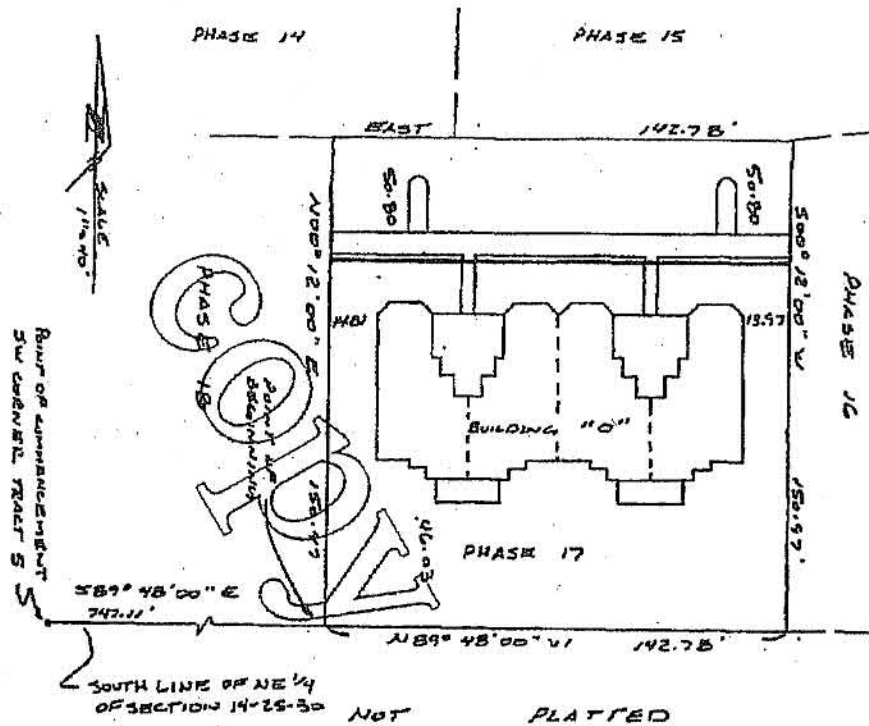 PHASE 14
PHASE 15
EAST 142.78'
SCALE
1"=40'
50.80
50.80
N00° 12' 00" E
150.97
S00° 12' 00" W
150.97'
PHASE 16
14.81
13.97
PHASE 18
COPY
POINT OF
BEGINNING
BUILDING "O"
46.03
PHASE 17
POINT OF COMMENCEMENT
SW CORNER TRACT 5
S89° 48' 00" E
747.11'
N89° 48' 00" W 142.78'
SOUTH LINE OF NE 1/4
OF SECTION 14-25-30
NOT PLATTED